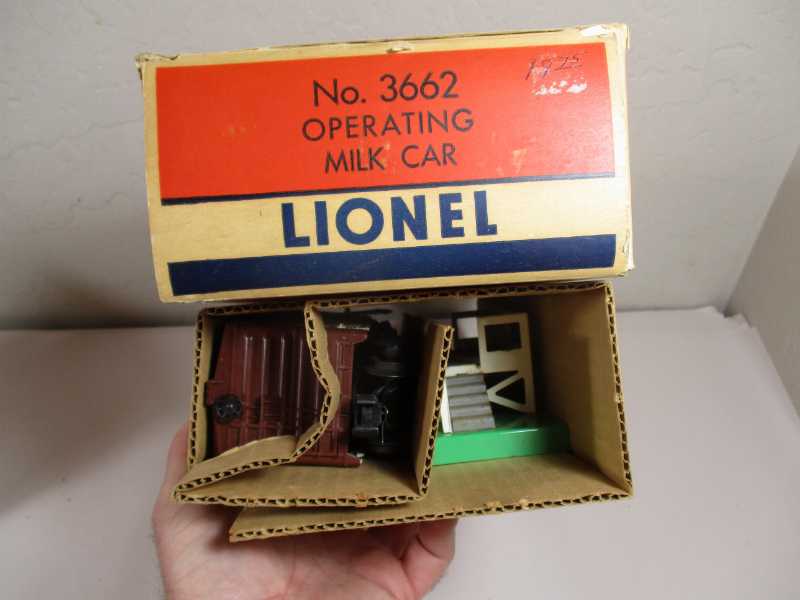 No. 3662
OPERATING
MILK CAR
LIONEL